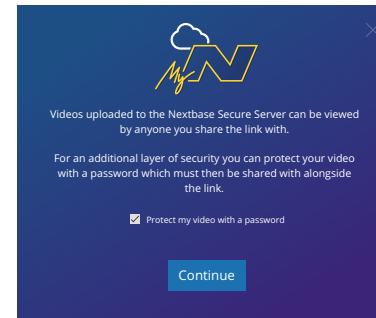 My N
Videos uploaded to the Nextbase Secure Server can be viewed
by anyone you share the link with.
For an additional layer of security you can protect your video
with a password which must then be shared with alongside
the link.
Protect my video with a password
Continue